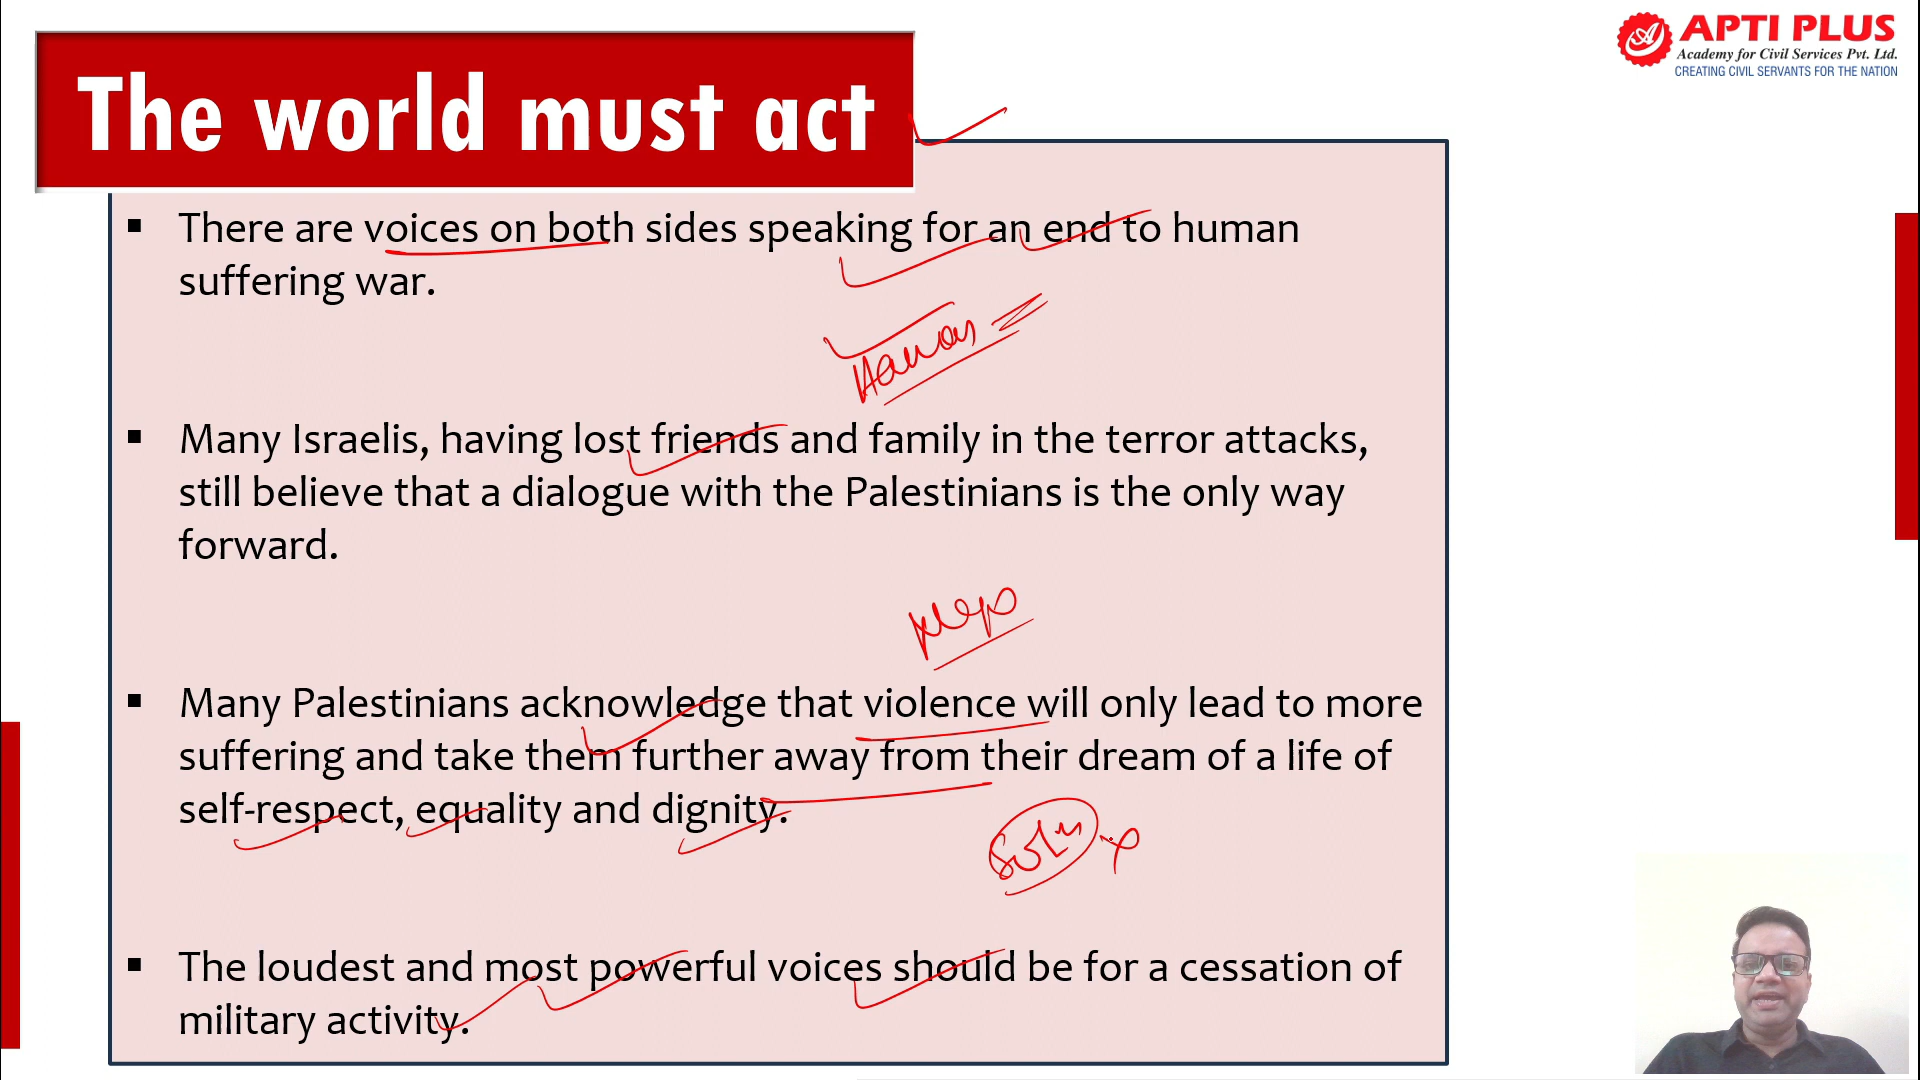 APTI PLUS
Academy for Civil Services Pvt. Ltd.
CREATING CIVIL SERVANTS FOR THE NATION
The world must act
▪ There are voices on both sides speaking for an end to human
suffering war.
Hamas
▪ Many Israelis, having lost friends and family in the terror attacks,
still believe that a dialogue with the Palestinians is the only way
forward.
▪ Many Palestinians acknowledge that violence will only lead to more
suffering and take them further away from their dream of a life of
self-respect, equality and dignity.
▪ The loudest and most powerful voices should be for a cessation of
military activity.